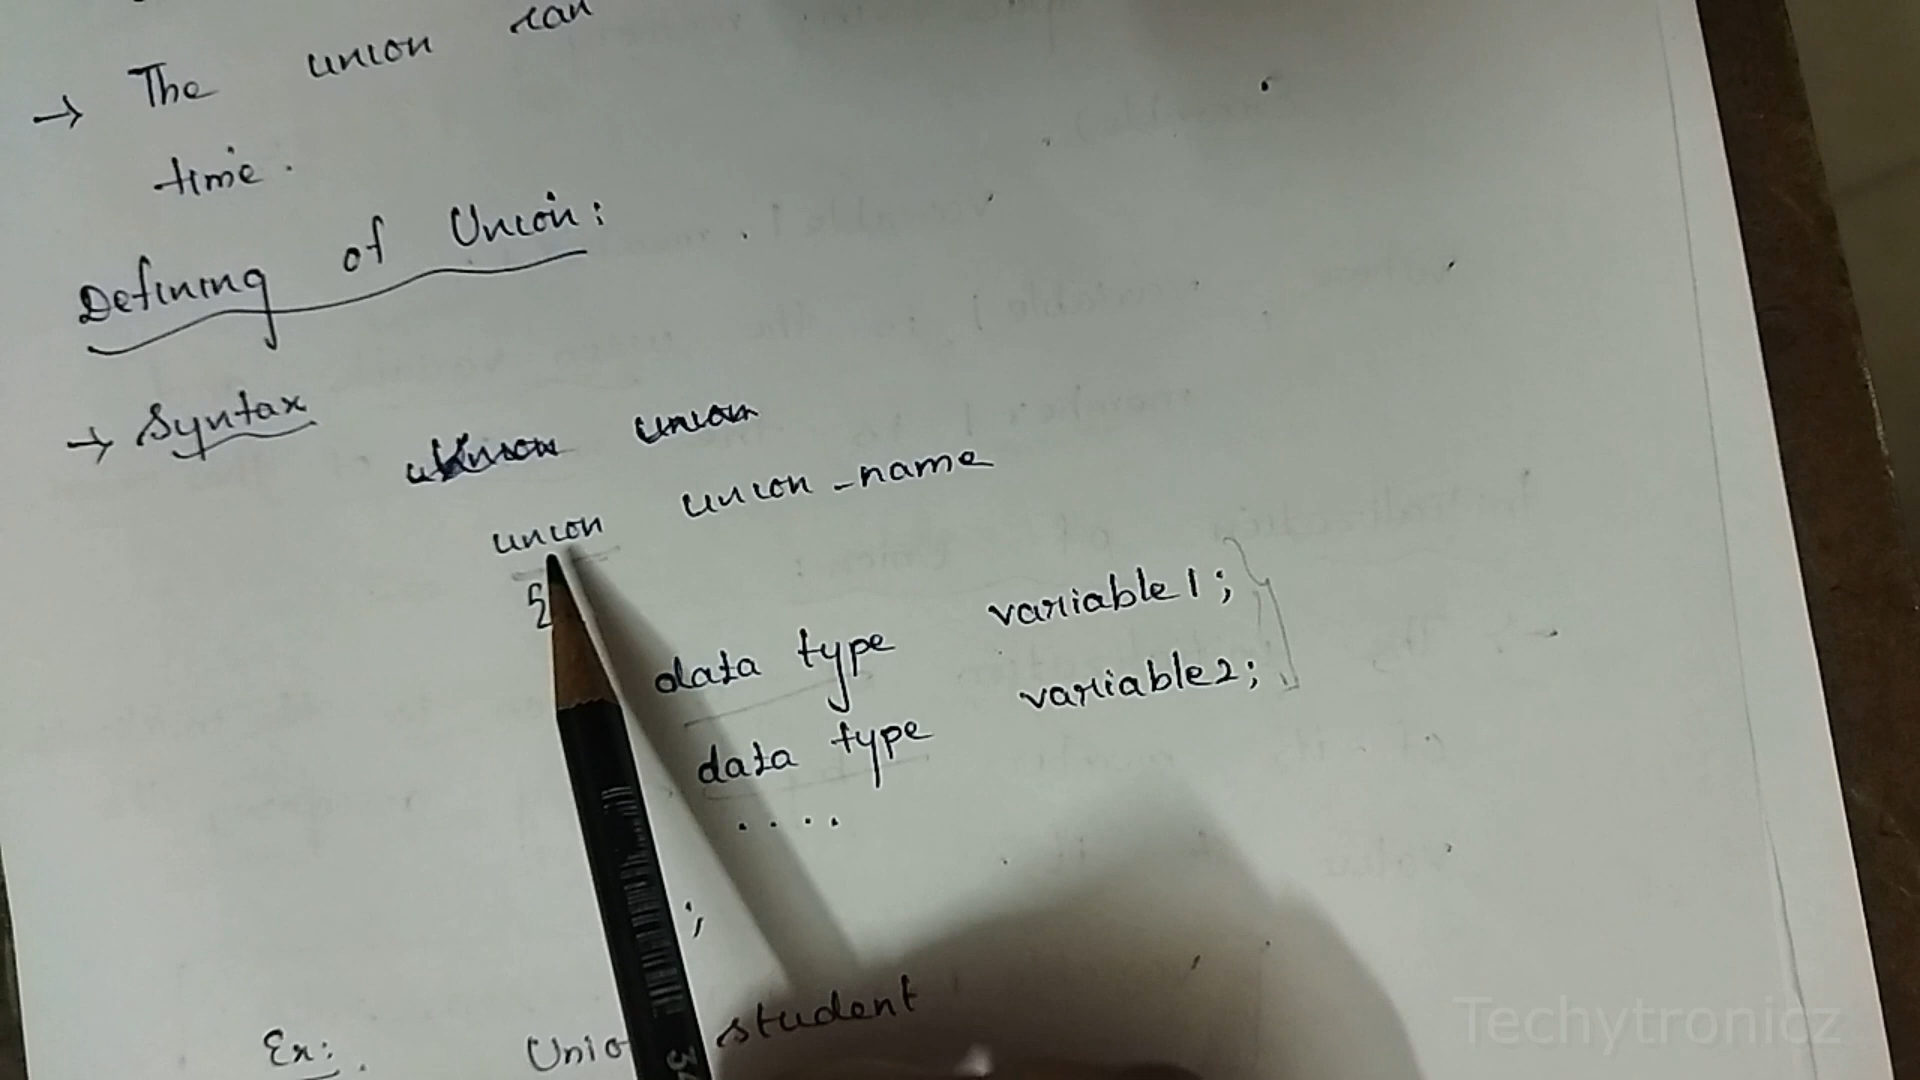 → The union can
time.
Defining of Union:
→ Syntax
union
union union_name
{
data type variable1;
data type variable2;
....
;
Ex: Unio student
Techytronicz